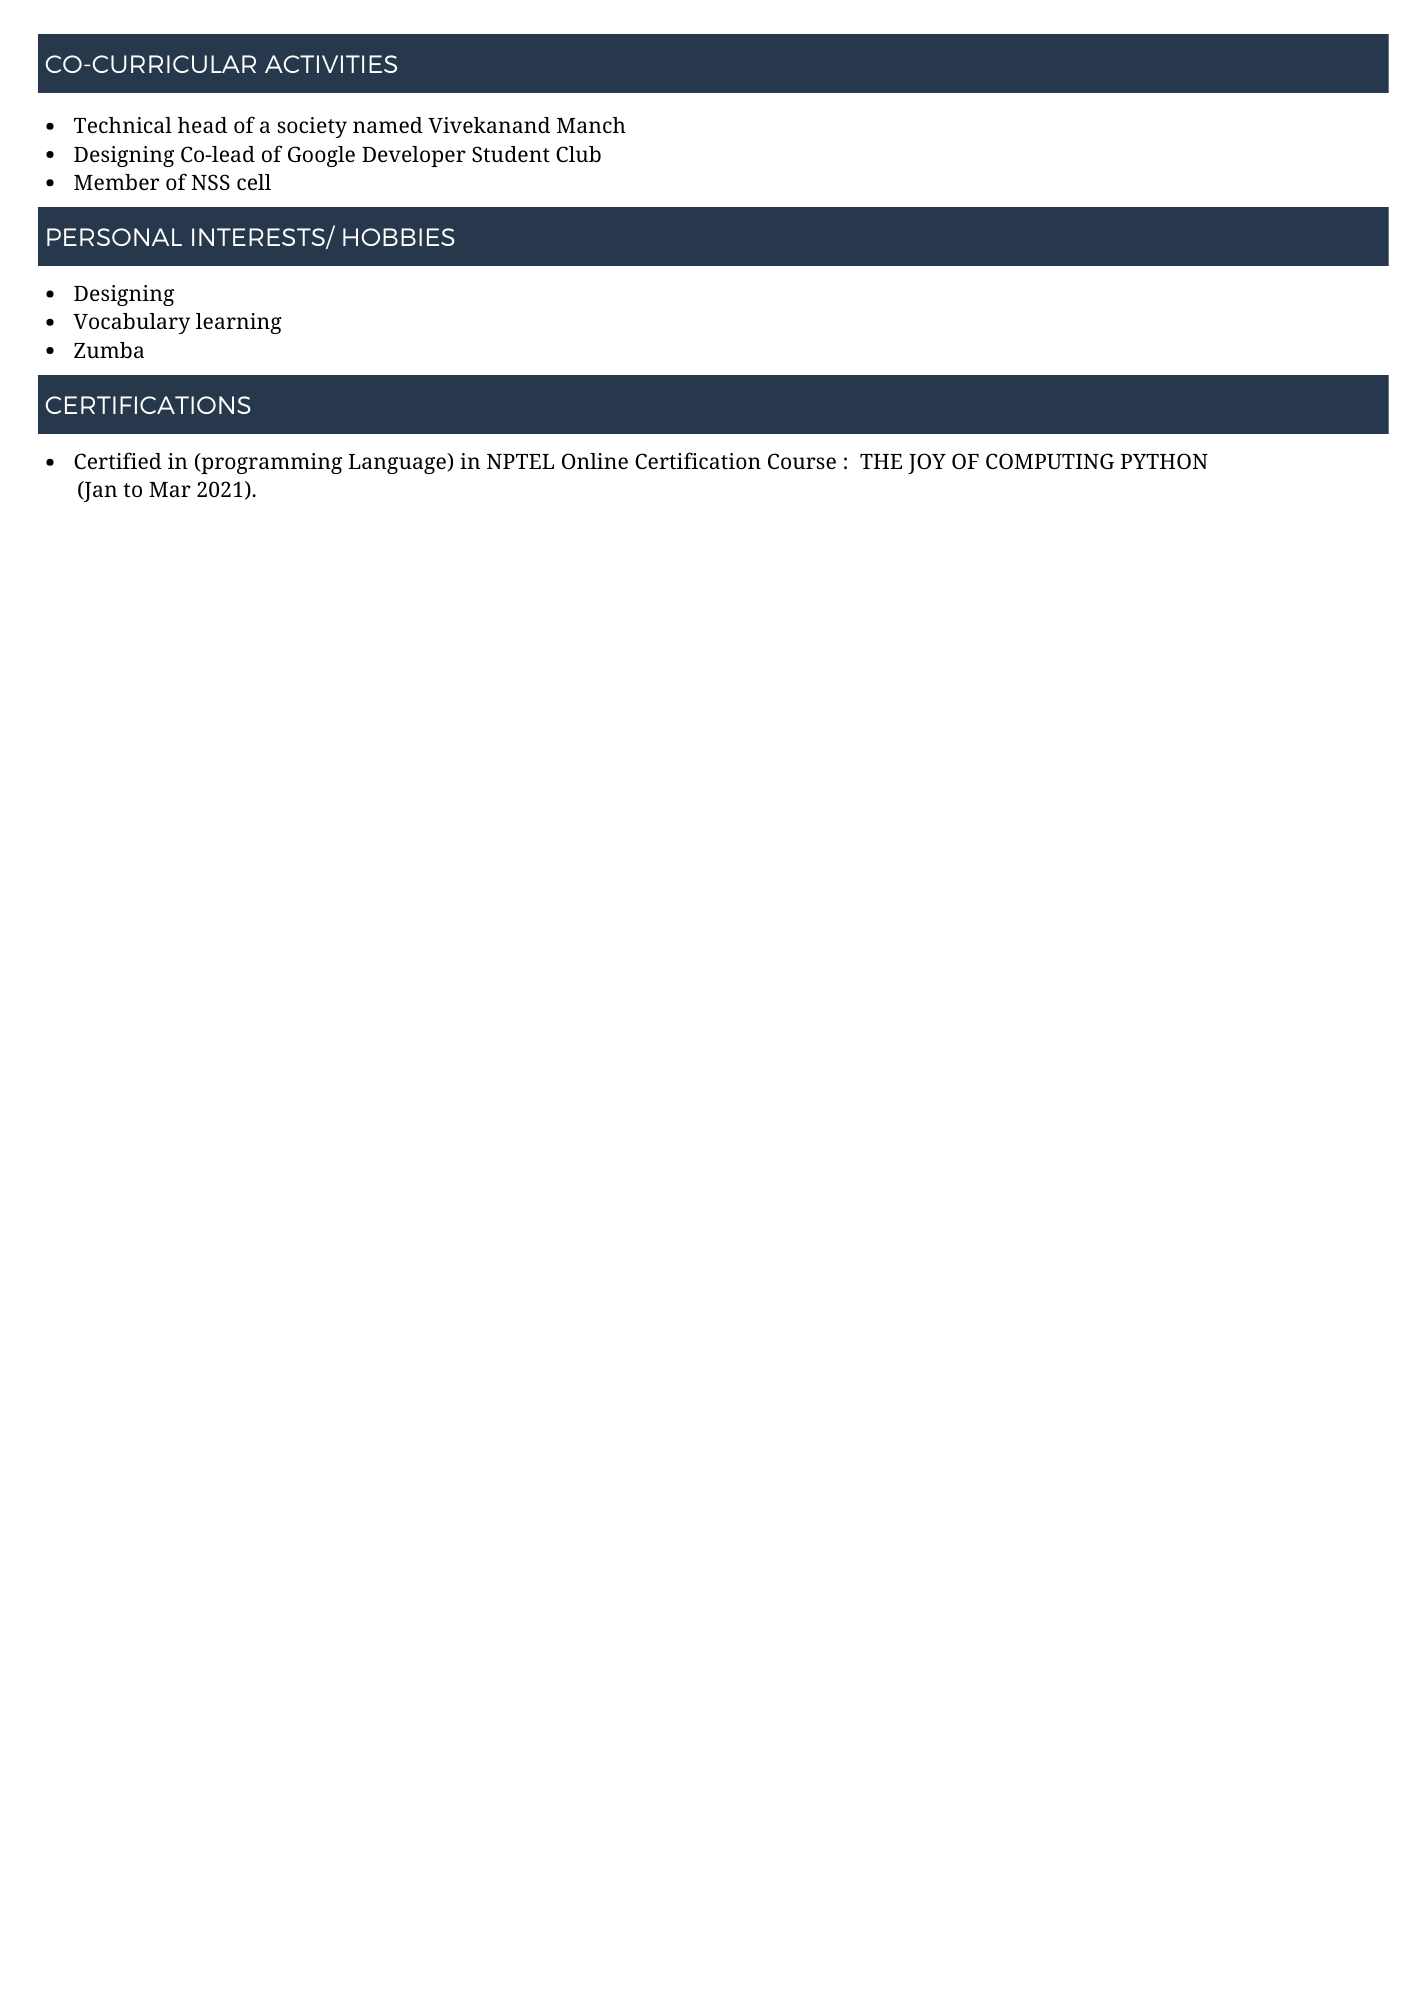 CO-CURRICULAR ACTIVITIES
• Technical head of a society named Vivekanand Manch
• Designing Co-lead of Google Developer Student Club
• Member of NSS cell
PERSONAL INTERESTS/ HOBBIES
• Designing
• Vocabulary learning
• Zumba
CERTIFICATIONS
• Certified in (programming Language) in NPTEL Online Certification Course :  THE JOY OF COMPUTING PYTHON
(Jan to Mar 2021).